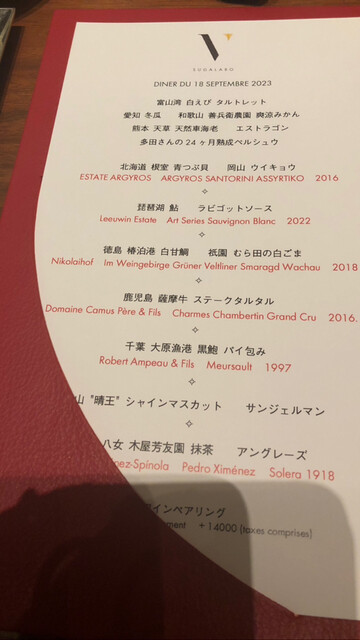 SUGALABO
DINER DU 18 SEPTEMBRE 2023
富山湾 白えび タルトレット
愛知 冬瓜 和歌山 善兵衛農園 爽涼みかん
熊本 天草 天然車海老 エストラゴン
多田さんの24ヶ月熟成ペルシュウ
北海道 根室 青つぶ貝 岡山 ウイキョウ
ESTATE ARGYROS ARGYROS SANTORINI ASSYRTIKO 2016
琵琶湖 鮎 ラビゴットソース
Leeuwin Estate Art Series Sauvignon Blanc 2022
徳島 椿泊港 白甘鯛 祇園 むら田の白ごま
Nikolaihof Im Weingebirge Grüner Veltliner Smaragd Wachau 2018
鹿児島 薩摩牛 ステークタルタル
Domaine Camus Père & Fils Charmes Chambertin Grand Cru 2016.
千葉 大原漁港 黒鮑 パイ包み
Robert Ampeau & Fils Meursault 1997
山 "晴王" シャインマスカット サンジェルマン
八女 木屋芳友園 抹茶 アングレーズ
nez-Spinola Pedro Ximénez Solera 1918
インペアリング
ment +14000 (taxes comprises)